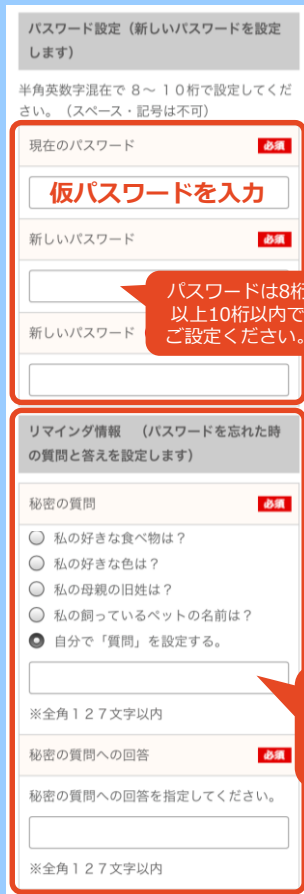 パスワード設定（新しいパスワードを設定
します）
半角英数字混在で ８～ １０桁で設定してくだ
さい。（スペース・記号は不可）
現在のパスワード 必須
仮パスワードを入力
新しいパスワード 必須
パスワードは8桁
以上10桁以内で
ご設定ください。
新しいパスワード
リマインダ情報　（パスワードを忘れた時
の質問と答えを設定します）
秘密の質問 必須
私の好きな食べ物は？
私の好きな色は？
私の母親の旧姓は？
私の飼っているペットの名前は？
自分で「質問」を設定する。
※全角１２７文字以内
秘密の質問への回答 必須
秘密の質問への回答を指定してください。
※全角１２７文字以内